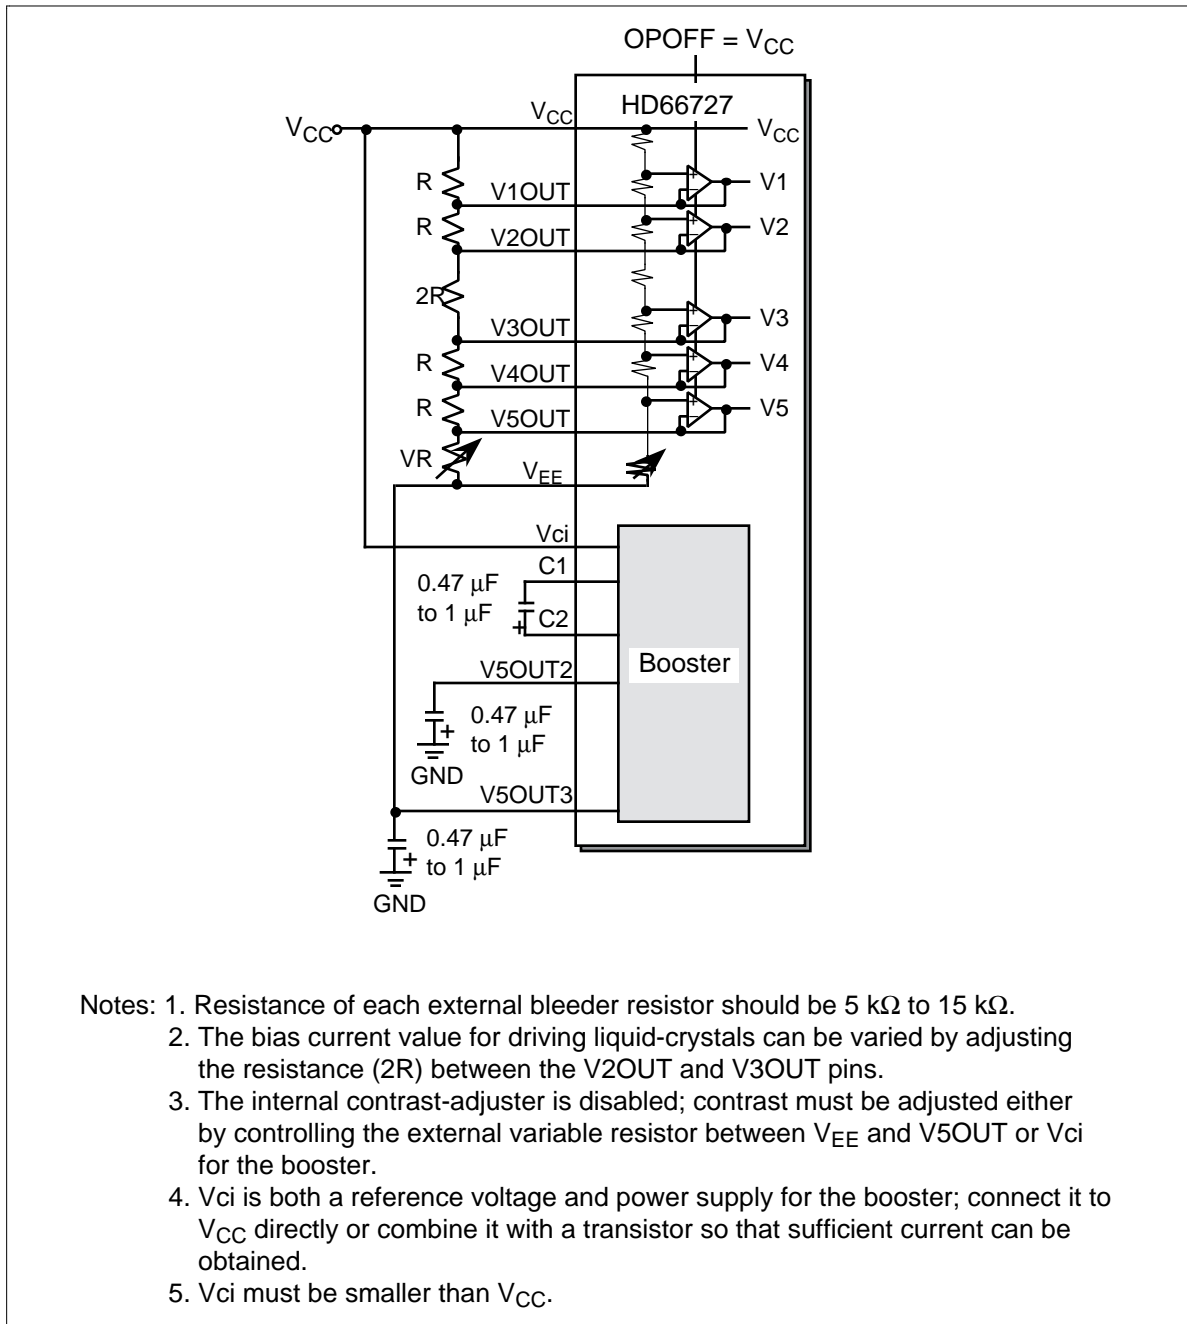 OPOFF = VCC
HD66727
VCC
VCC
VCC
R
V1OUT
+
−
V1
R
V2OUT
+
−
V2
2R
V3OUT
+
−
V3
R
V4OUT
+
−
V4
R
V5OUT
+
−
V5
VR
VEE
Vci
C1
0.47 μF
to 1 μF
C2
+
Booster
V5OUT2
0.47 μF
+
to 1 μF
GND
V5OUT3
0.47 μF
+
to 1 μF
GND
Notes: 1. Resistance of each external bleeder resistor should be 5 kΩ to 15 kΩ.
2. The bias current value for driving liquid-crystals can be varied by adjusting
the resistance (2R) between the V2OUT and V3OUT pins.
3. The internal contrast-adjuster is disabled; contrast must be adjusted either
by controlling the external variable resistor between VEE and V5OUT or Vci
for the booster.
4. Vci is both a reference voltage and power supply for the booster; connect it to
VCC directly or combine it with a transistor so that sufficient current can be
obtained.
5. Vci must be smaller than VCC.